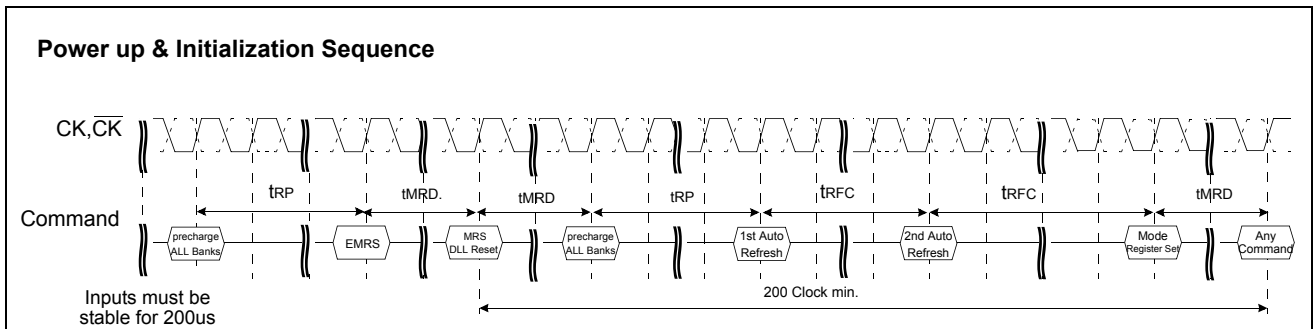 Power up & Initialization Sequence
CK,CK
tRP
tMRD.
tMRD
tRP
tRFC
tRFC
tMRD
Command
precharge
ALL Banks
EMRS
MRS
DLL Reset
precharge
ALL Banks
1st Auto
Refresh
2nd Auto
Refresh
Mode
Register Set
Any
Command
200 Clock min.
Inputs must be
stable for 200us